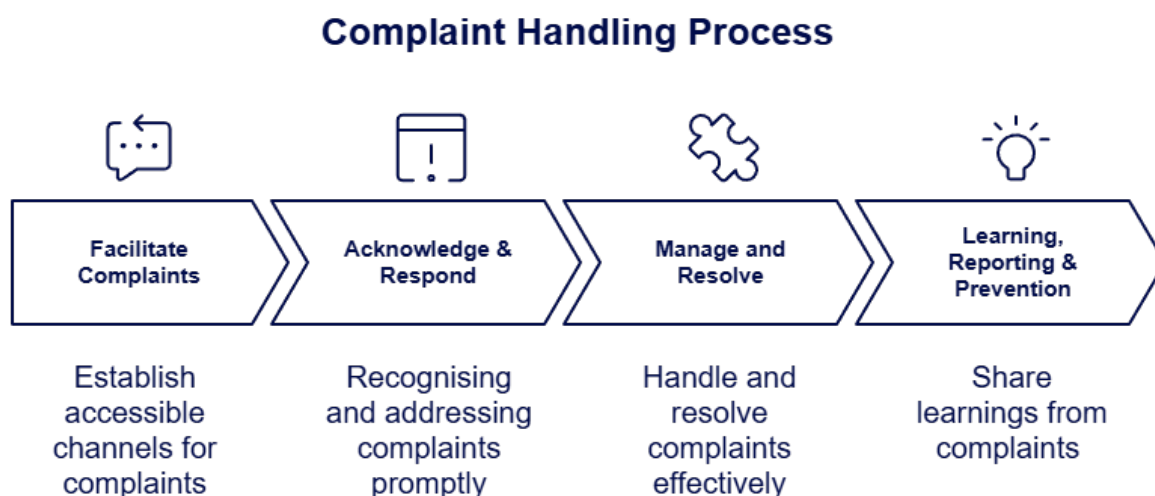 Complaint Handling Process
Facilitate
Complaints
Acknowledge &
Respond
Manage and
Resolve
Learning,
Reporting &
Prevention
Establish
accessible
channels for
complaints
Recognising
and addressing
complaints
promptly
Handle and
resolve
complaints
effectively
Share
learnings from
complaints